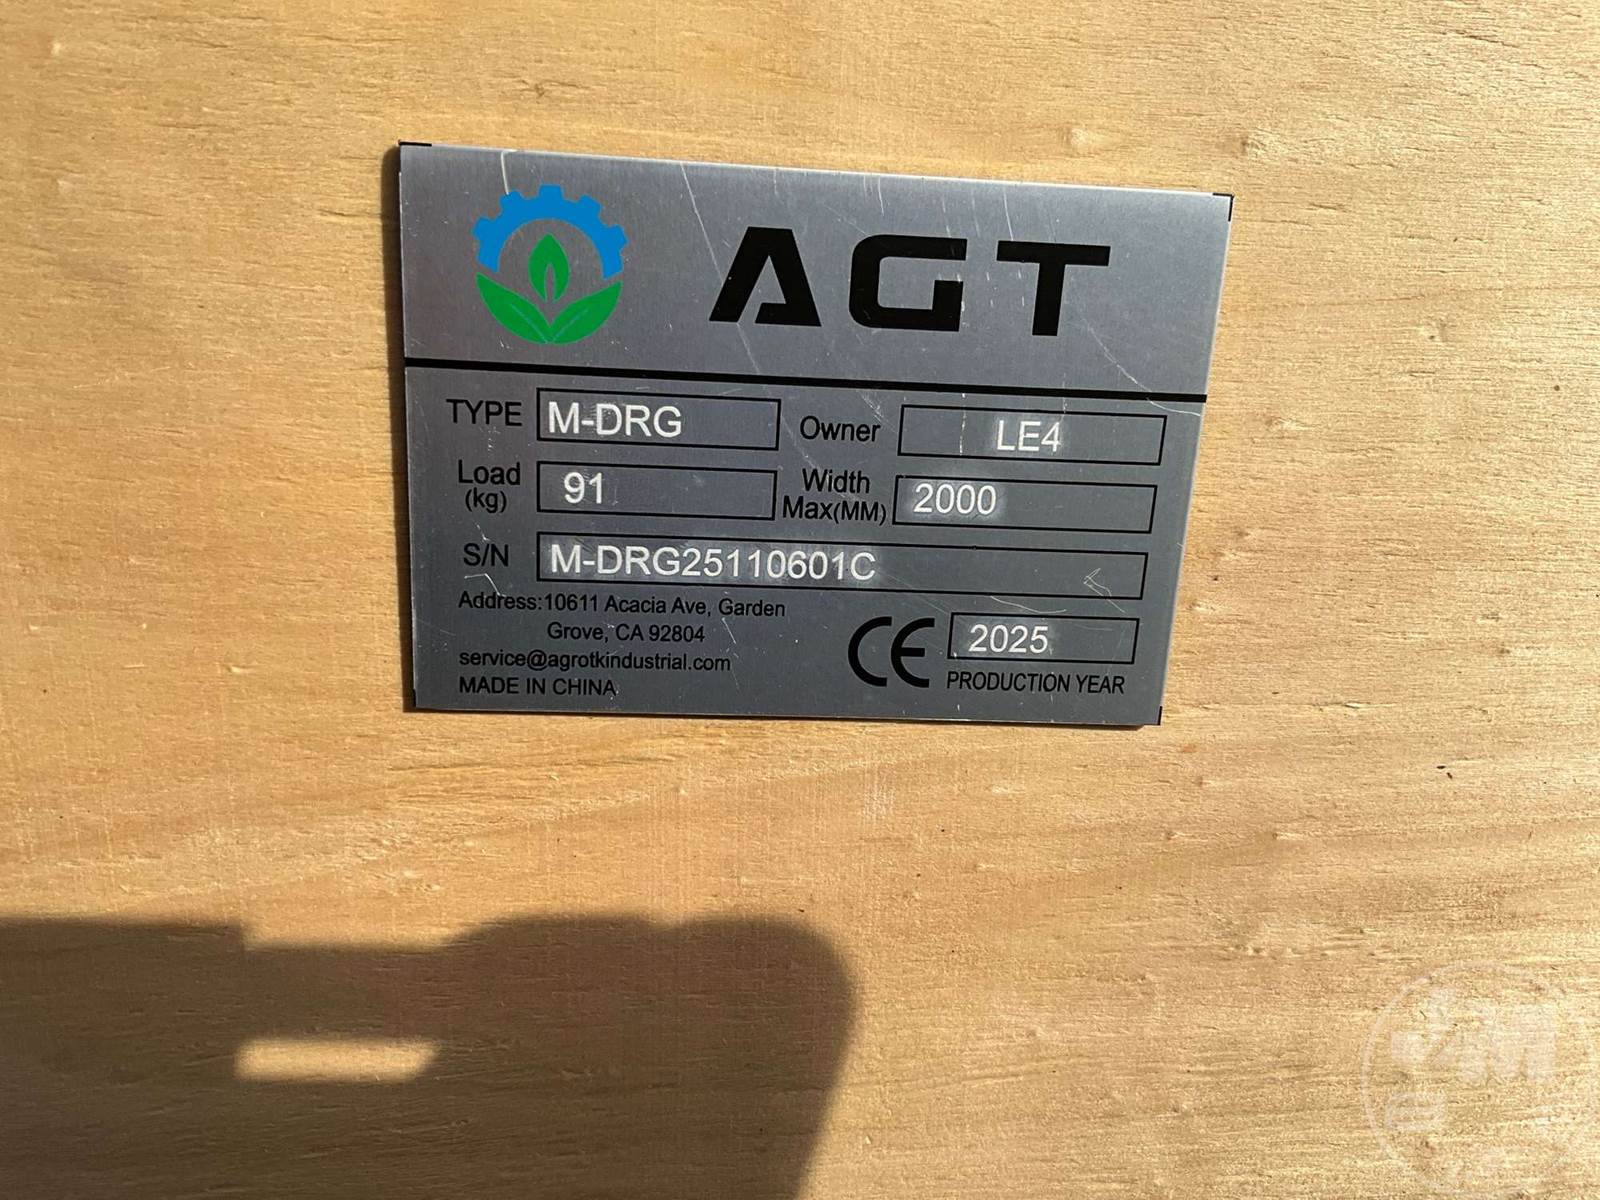 AGT
TYPE M-DRG Owner LE4
Load (kg) 91 Width Max(MM) 2000
S/N M-DRG25110601C
Address:10611 Acacia Ave, Garden
Grove, CA 92804
service@agrotkindustrial.com
MADE IN CHINA
CE 2025
PRODUCTION YEAR